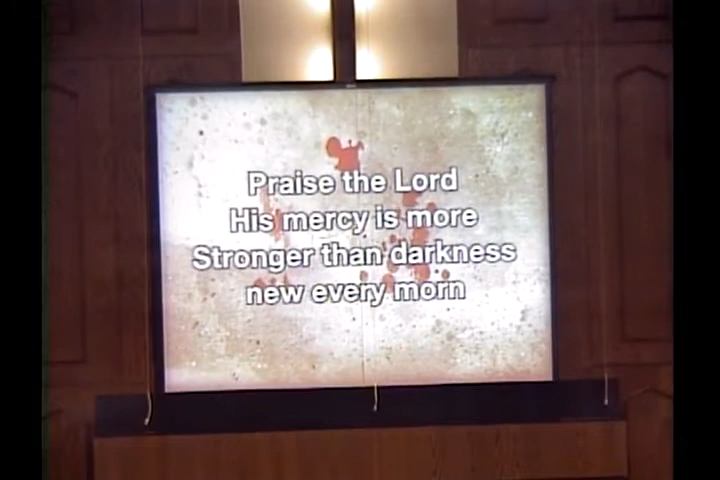 Praise the Lord
His mercy is more
Stronger than darkness
new every morn